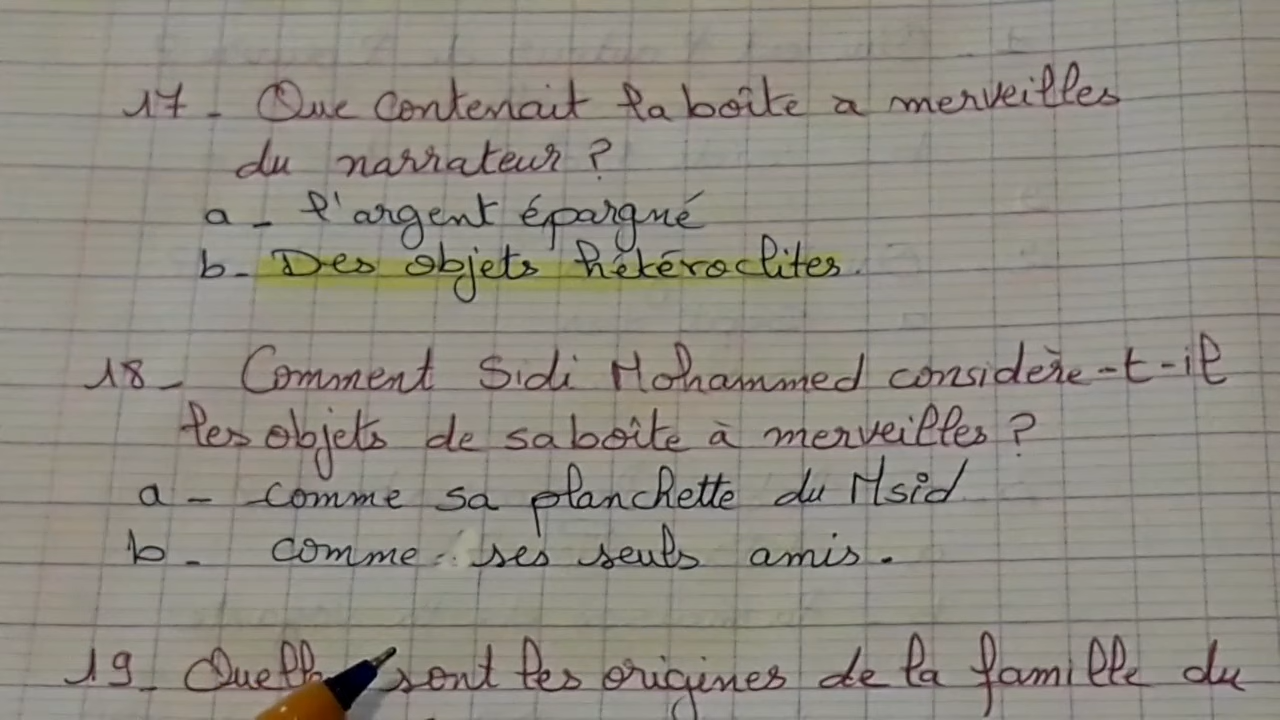 17 - Que contenait la boîte a merveilles
du narrateur ?
a - l'argent épargné
b - Des objets hétéroclites.
18 - Comment Sidi Mohammed considère-t-il
les objets de sa boîte à merveilles ?
a - comme sa planchette du Msid
b - comme ses seuls amis.
19 - sont les origines de la famille du